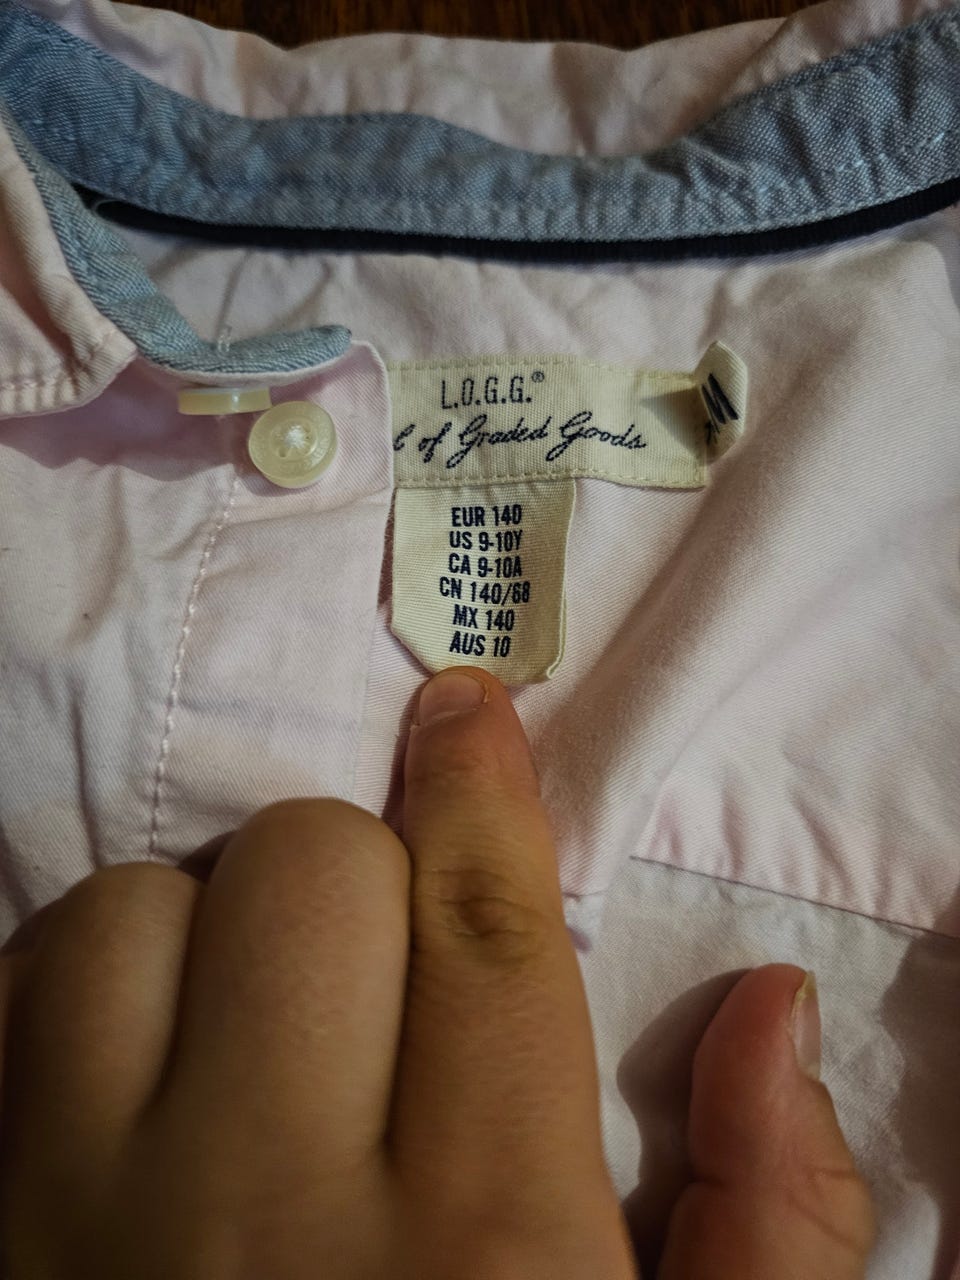 L.O.G.G.®
of Graded Goods
EUR 140
US 9-10Y
CA 9-10A
CN 140/68
MX 140
AUS 10